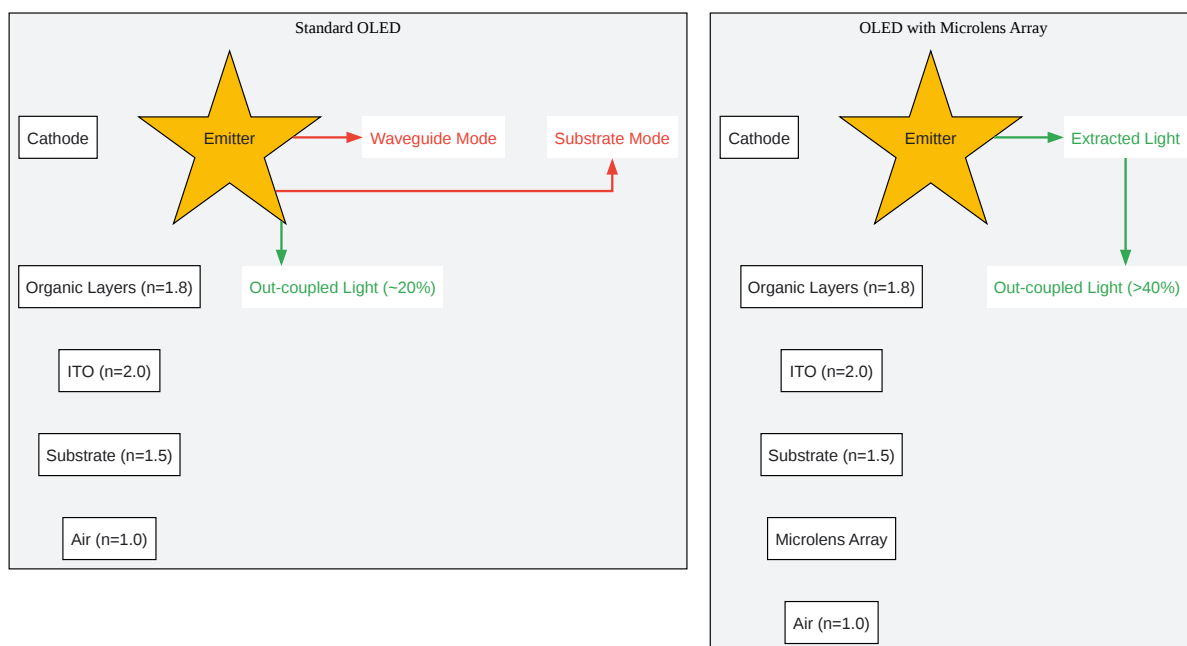 Standard OLED
Cathode
Emitter
Waveguide Mode
Substrate Mode
Organic Layers (n=1.8)
Out-coupled Light (~20%)
ITO (n=2.0)
Substrate (n=1.5)
Air (n=1.0)
OLED with Microlens Array
Cathode
Emitter
Extracted Light
Organic Layers (n=1.8)
Out-coupled Light (>40%)
ITO (n=2.0)
Substrate (n=1.5)
Microlens Array
Air (n=1.0)